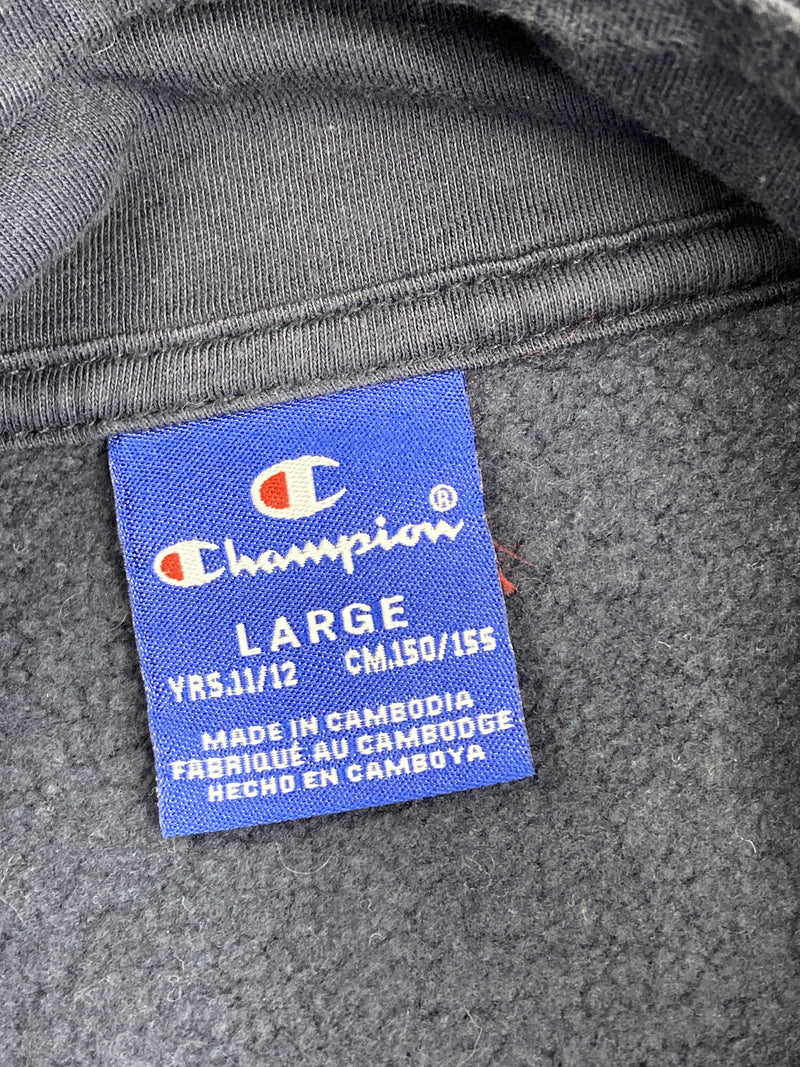 Champion®
LARGE
YRS.11/12 CM.150/155
MADE IN CAMBODIA
FABRIQUÉ AU CAMBODGE
HECHO EN CAMBOYA